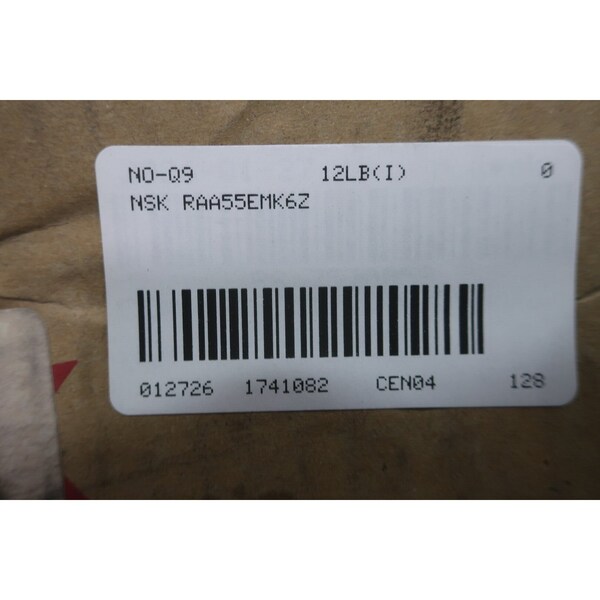 NO-Q9 12LB(I) 0
NSK RAA55EMK6Z
012726 1741082 CEN04 128